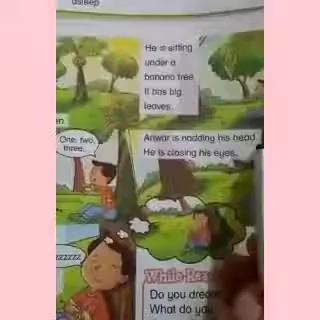 asleep
He is sitting
under a
banana tree.
It has big
leaves.
en
One, two,
three.
Anwar is nodding his head.
He is closing his eyes.
zzzzzz
While Rea
Do you dream
What do you